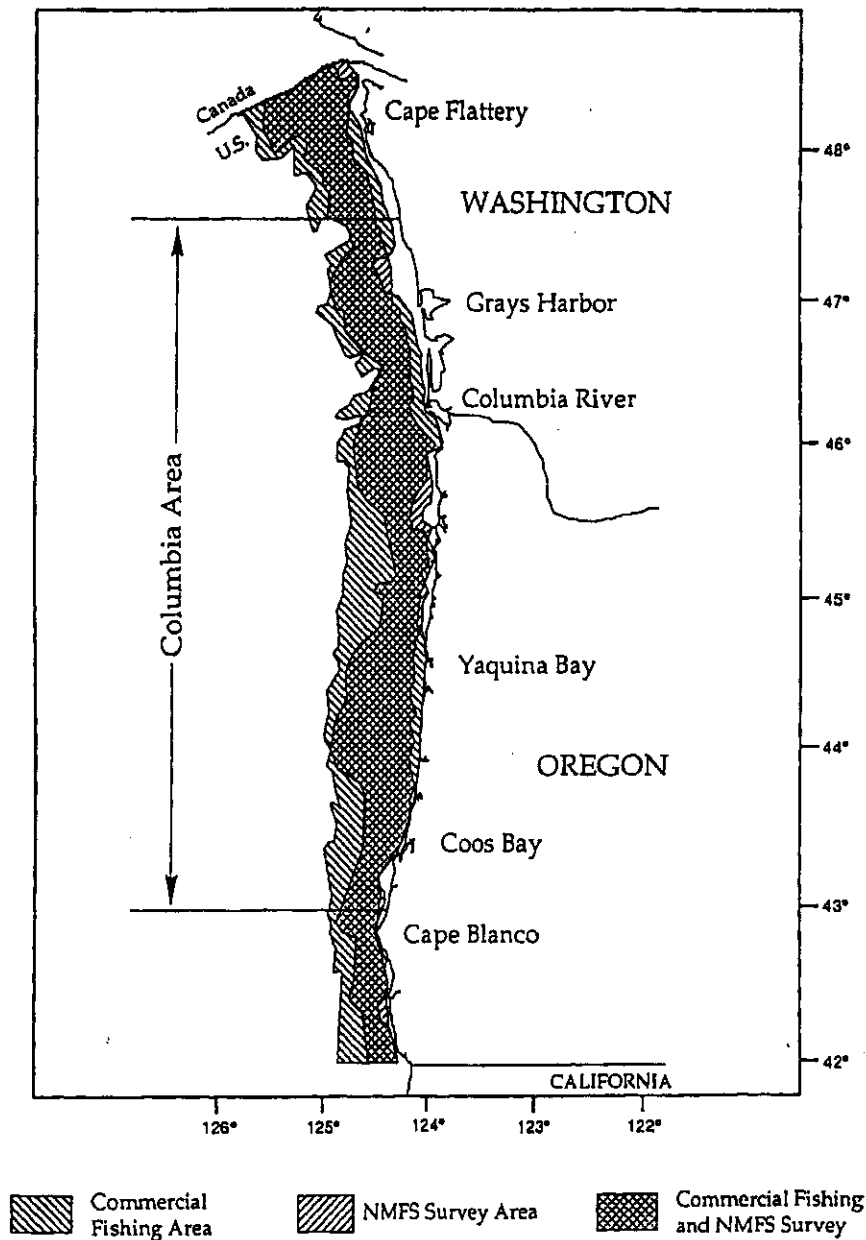 Canada
U.S.
Cape Flattery
48°
WASHINGTON
47°
Grays Harbor
Columbia River
46°
Columbia Area
45°
Yaquina Bay
44°
OREGON
Coos Bay
43°
Cape Blanco
42°
CALIFORNIA
126°
125°
124°
123°
122°
Commercial
Fishing Area
NMFS Survey Area
Commercial Fishing
and NMFS Survey